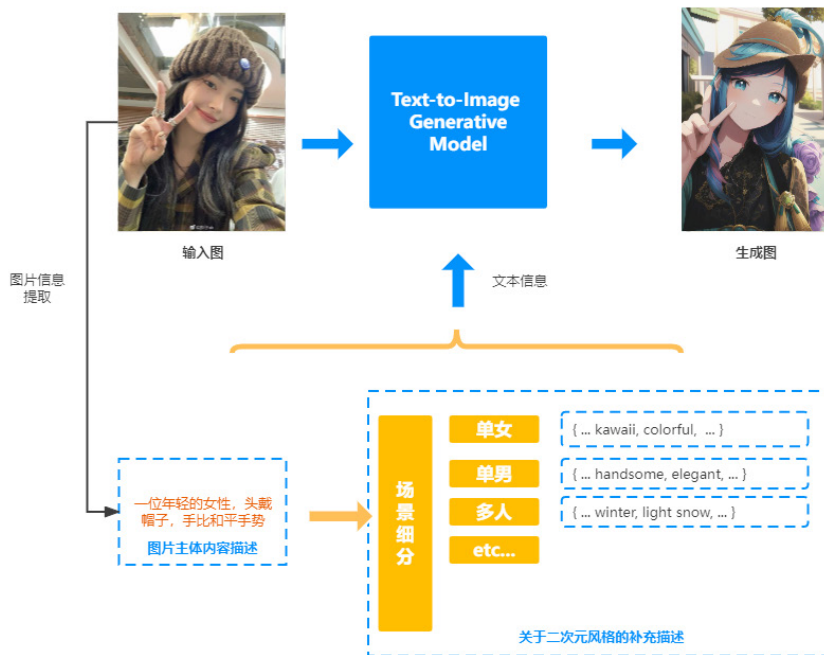 Text-to-Image
Generative
Model
输入图
生成图
图片信息
提取
文本信息
一位年轻的女性，头戴
帽子，手比和平手势
图片主体内容描述
场
景
细
分
单女
{ ... kawaii, colorful, ... }
单男
{ ... handsome, elegant, ... }
多人
{ ... winter, light snow, ... }
etc...
关于二次元风格的补充描述